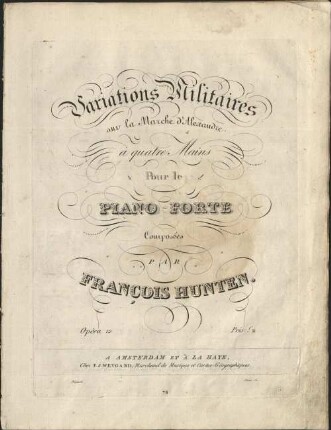 Variations Militaires
sur la Marche d'Alexandre
à quatre Mains
Pour le
PIANO-FORTE
Composées
PAR
FRANÇOIS HUNTEN.
Opéra 12 Prix f
A AMSTERDAM ET À LA HAYE,
Chez F. J. WEYGAND, Marchand de Musique et Cartes Géographiques.